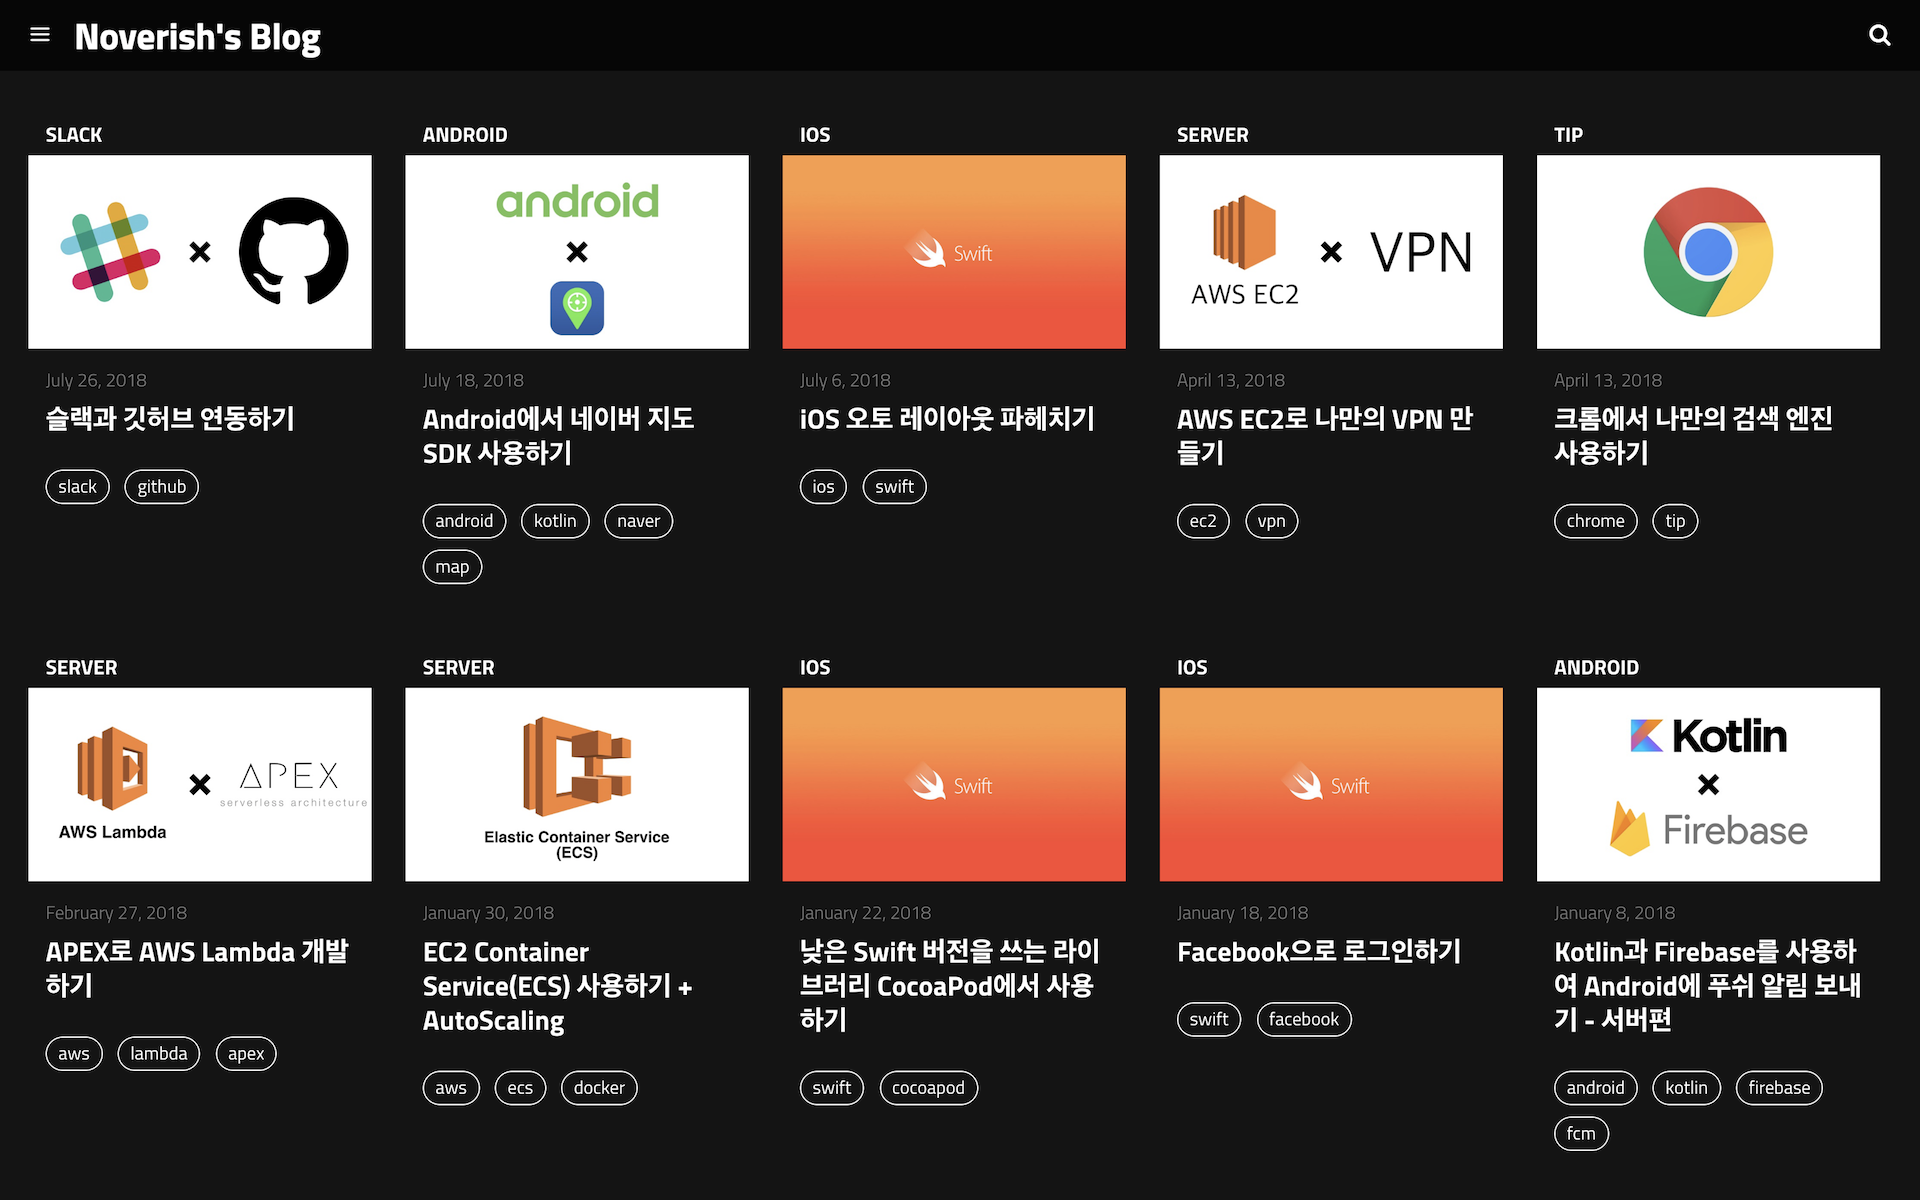 Noverish's Blog
SLACK
July 26, 2018
슬랙과 깃허브 연동하기
slack
github
ANDROID
android
July 18, 2018
Android에서 네이버 지도
SDK 사용하기
android
kotlin
naver
map
IOS
Swift
July 6, 2018
iOS 오토 레이아웃 파헤치기
ios
swift
SERVER
AWS EC2
VPN
April 13, 2018
AWS EC2로 나만의 VPN 만
들기
ec2
vpn
TIP
April 13, 2018
크롬에서 나만의 검색 엔진
사용하기
chrome
tip
SERVER
AWS Lambda
APEX
serverless architecture
February 27, 2018
APEX로 AWS Lambda 개발
하기
aws
lambda
apex
SERVER
Elastic Container Service
(ECS)
January 30, 2018
EC2 Container
Service(ECS) 사용하기 +
AutoScaling
aws
ecs
docker
IOS
Swift
January 22, 2018
낮은 Swift 버전을 쓰는 라이
브러리 CocoaPod에서 사용
하기
swift
cocoapod
IOS
Swift
January 18, 2018
Facebook으로 로그인하기
swift
facebook
ANDROID
Kotlin
Firebase
January 8, 2018
Kotlin과 Firebase를 사용하
여 Android에 푸쉬 알림 보내
기 - 서버편
android
kotlin
firebase
fcm